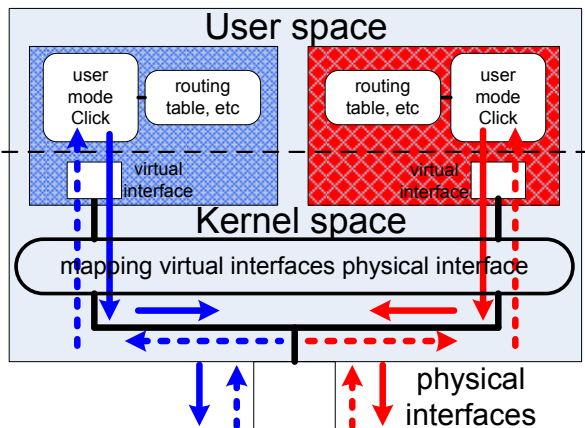 User space
user
mode
Click
routing
table, etc
routing
table, etc
user
mode
Click
virtual
interface
virtual
interface
Kernel space
mapping virtual interfaces physical interface
physical
interfaces